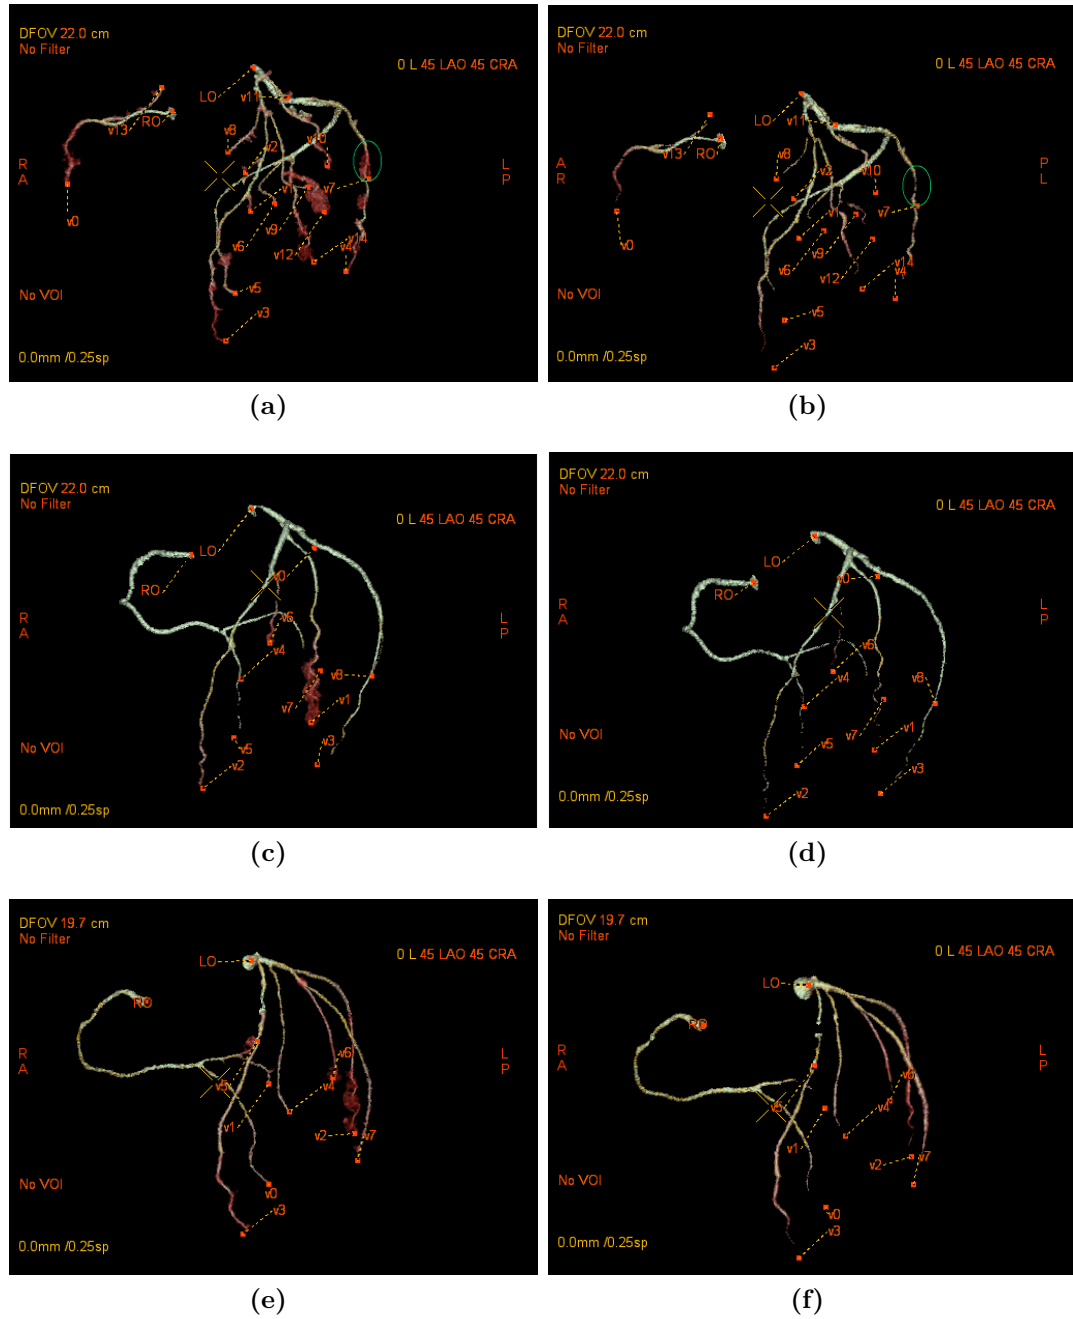 DFOV 22.0 cm
No Filter
0 L 45 LAO 45 CRA
LO
v11
v13
RO
v8
v10
v2
R
A
L
P
v1
v7
v0
v6
v9
v12
v14
v4
v5
No VOI
v3
0.0mm /0.25sp
(a)
DFOV 22.0 cm
No Filter
0 L 45 LAO 45 CRA
LO
v11
v13
RO
v8
v2
v10
A
R
P
L
v1
v7
v0
v9
v6
v12
v14
v4
No VOI
v5
v3
0.0mm /0.25sp
(b)
DFOV 22.0 cm
No Filter
0 L 45 LAO 45 CRA
LO
RO
v0
R
A
L
P
v6
v4
v8
v7
v1
v3
v5
No VOI
v2
0.0mm /0.25sp
(c)
DFOV 22.0 cm
No Filter
0 L 45 LAO 45 CRA
LO
RO
v0
R
A
L
P
v6
v4
v8
v7
v1
No VOI
v5
v3
v2
0.0mm /0.25sp
(d)
DFOV 19.7 cm
No Filter
0 L 45 LAO 45 CRA
LO
RO
R
A
L
P
v6
v5
v4
v1
v2
v7
No VOI
v0
v3
0.0mm /0.25sp
(e)
DFOV 19.7 cm
No Filter
0 L 45 LAO 45 CRA
LO
RO
R
A
L
P
v6
v5
v4
v1
v2
v7
No VOI
v0
v3
0.0mm /0.25sp
(f)